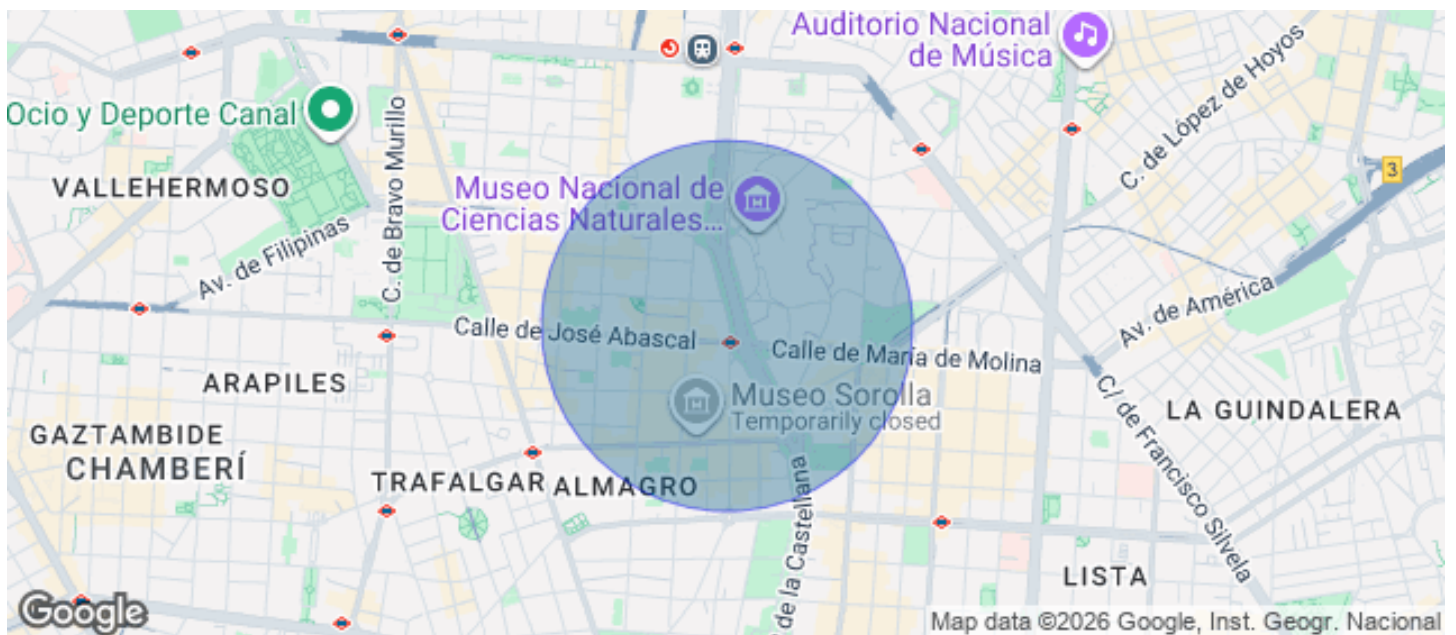 Auditorio Nacional
de Música
C. de López de Hoyos
Ocio y Deporte Canal
C. de Bravo Murillo
3
VALLEHERMOSO
Museo Nacional de
Ciencias Naturales...
Av. de Filipinas
Av. de América
Calle de José Abascal
Calle de María de Molina
ARAPILES
Museo Sorolla
Temporarily closed
C/ de Francisco Silvela
LA GUINDALERA
GAZTAMBIDE
CHAMBERÍ
TRAFALGAR
ALMAGRO
de la Castellana
LISTA
Google
Map data ©2026 Google, Inst. Geogr. Nacional